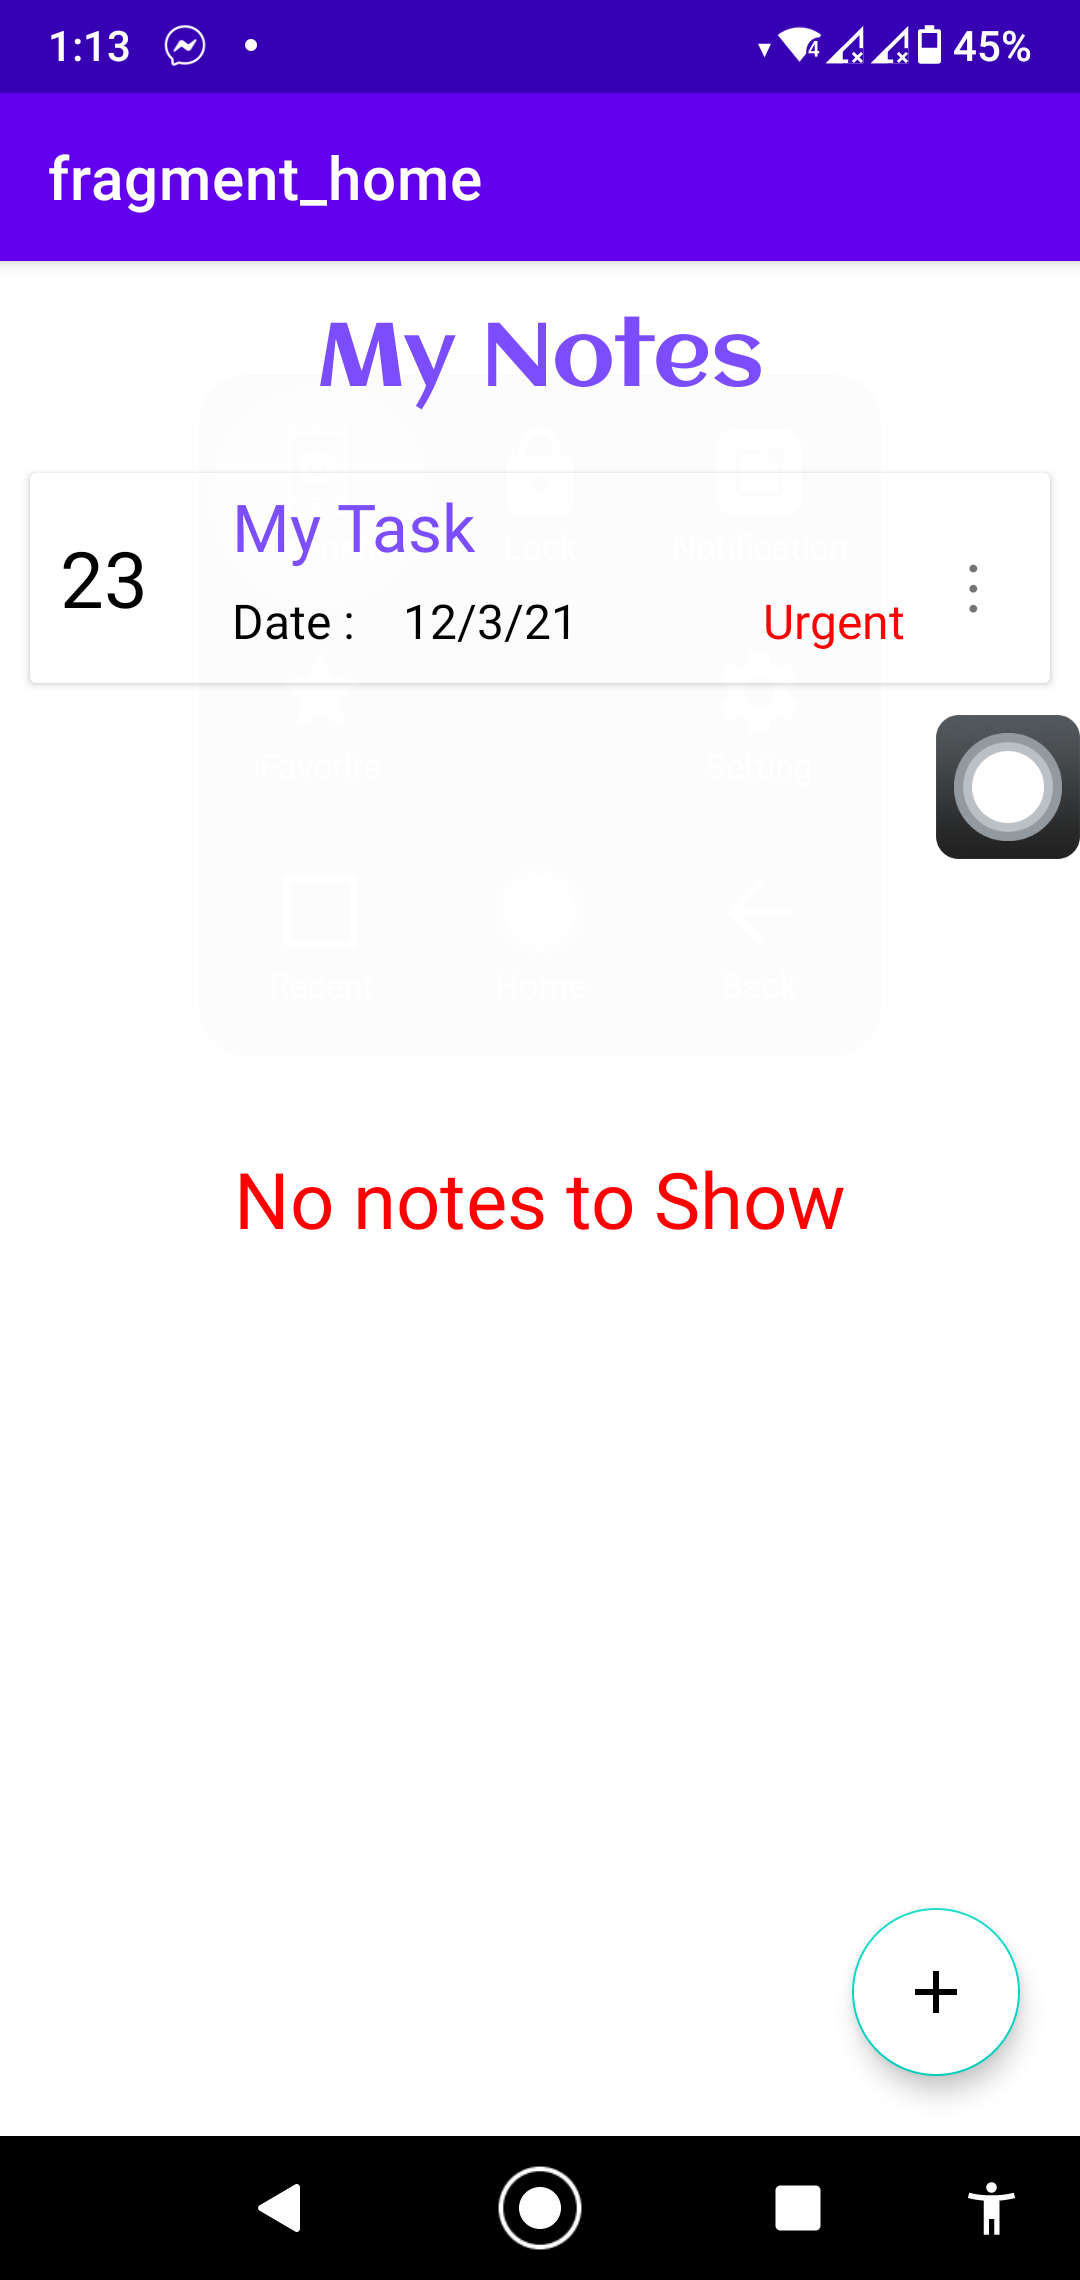 1:13 45%
fragment_home
My Notes
Lock Notification
My Task
23
Date : 12/3/21 Urgent
Favorite Setting
Recent Home Back
No notes to Show